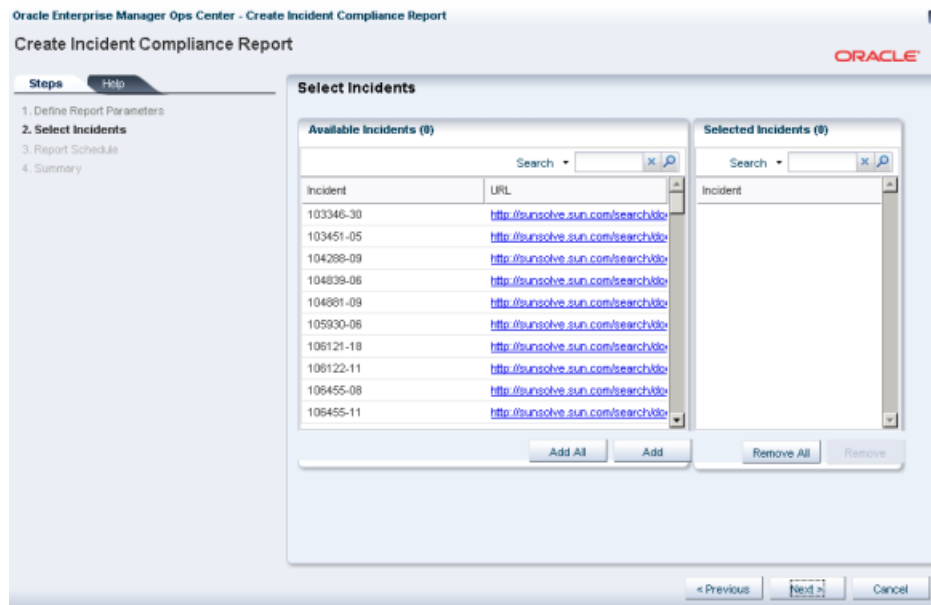 Oracle Enterprise Manager Ops Center - Create Incident Compliance Report
Create Incident Compliance Report
ORACLE
Steps
Help
1. Define Report Parameters
2. Select Incidents
3. Report Schedule
4. Summary
Select Incidents
Available Incidents (0)
Search
Incident URL
103346-30 http://sunsolve.sun.com/search/do
103451-05 http://sunsolve.sun.com/search/do
104288-09 http://sunsolve.sun.com/search/do
104839-06 http://sunsolve.sun.com/search/do
104881-09 http://sunsolve.sun.com/search/do
105930-06 http://sunsolve.sun.com/search/do
106121-18 http://sunsolve.sun.com/search/do
106122-11 http://sunsolve.sun.com/search/do
106455-08 http://sunsolve.sun.com/search/do
106455-11 http://sunsolve.sun.com/search/do
Add All
Add
Selected Incidents (0)
Search
Incident
Remove All
Remove
< Previous
Next >
Cancel